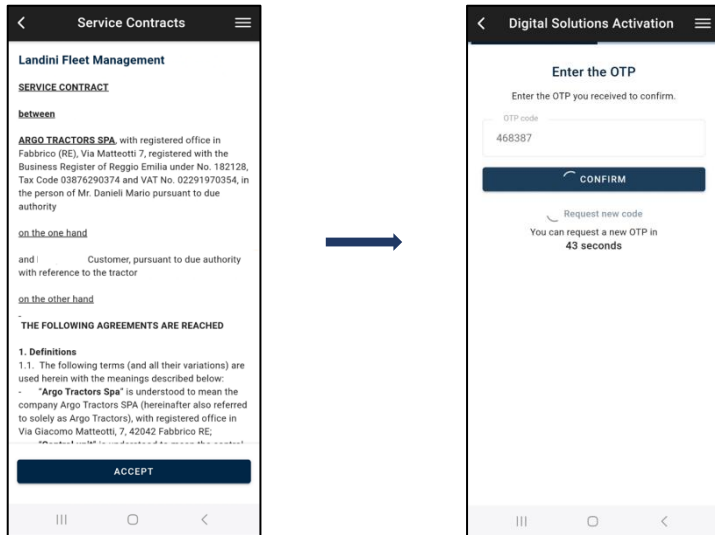 Service Contracts
Landini Fleet Management
SERVICE CONTRACT
between
ARGO TRACTORS SPA, with registered office in
Fabbrico (RE), Via Matteotti 7, registered with the
Business Register of Reggio Emilia under No. 182128,
Tax Code 03876290374 and VAT No. 02291970354, in
the person of Mr. Danieli Mario pursuant to due
authority
on the one hand
and Customer, pursuant to due authority
with reference to the tractor
on the other hand
-
THE FOLLOWING AGREEMENTS ARE REACHED
1. Definitions
1.1. The following terms (and all their variations) are
used herein with the meanings described below:
- "Argo Tractors Spa" is understood to mean the
company Argo Tractors SPA (hereinafter also referred
to solely as Argo Tractors), with registered office in
Via Giacomo Matteotti, 7, 42042 Fabbrico RE;
"Control unit" is understood to mean the control
ACCEPT
Digital Solutions Activation
Enter the OTP
Enter the OTP you received to confirm.
OTP code
468387
CONFIRM
Request new code
You can request a new OTP in
43 seconds